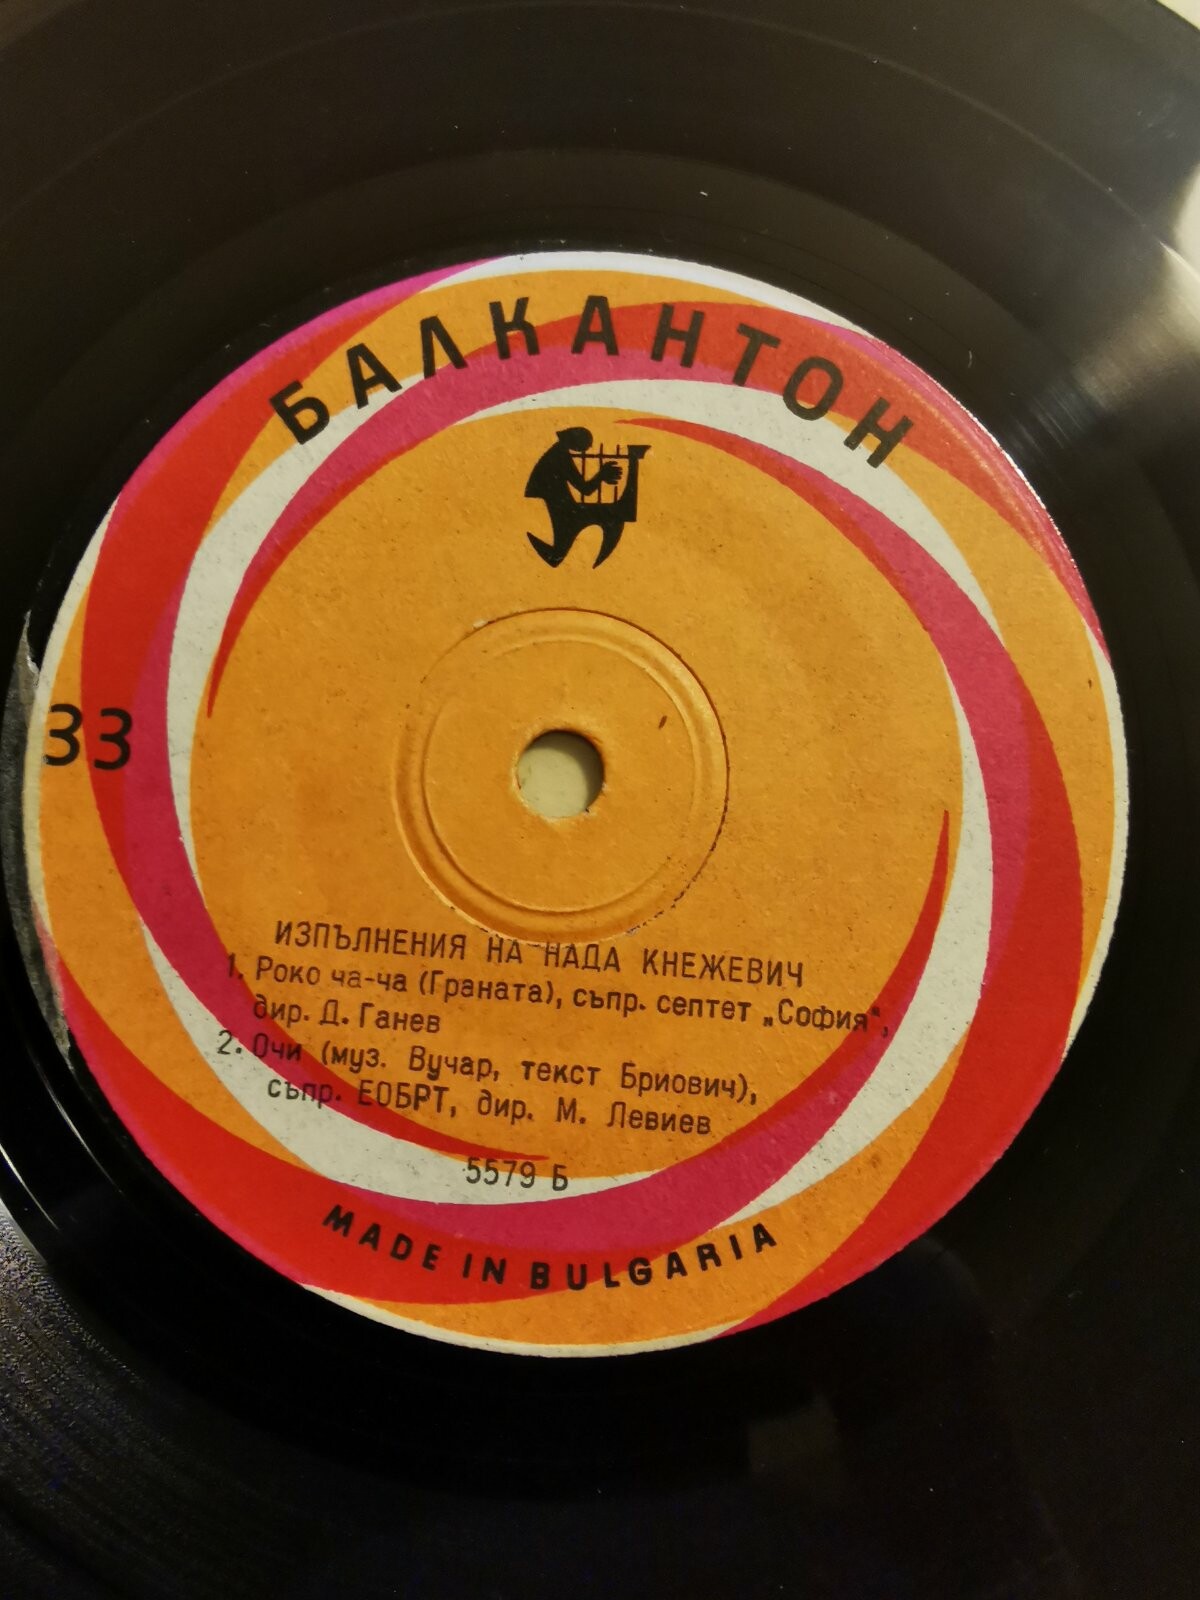 БАЛКАНТОН
33
ИЗПЪЛНЕНИЯ НА НАДА КНЕЖЕВИЧ
1. Роко ча-ча (Граната), съпр. септет „София“,
дир. Д. Ганев
2. Очи (муз. Вучар, текст Бриович),
съпр. ЕОБРТ, дир. М. Левиев
5579 Б
MADE IN BULGARIA